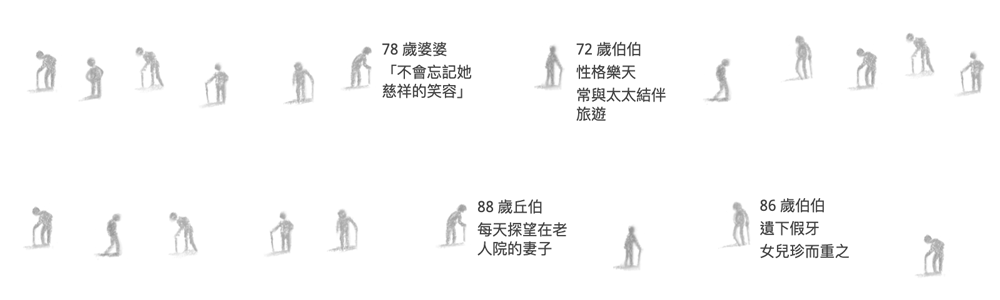 78 歲婆婆
「不會忘記她
慈祥的笑容」
72 歲伯伯
性格樂天
常與太太結伴
旅遊
88 歲丘伯
每天探望在老
人院的妻子
86 歲伯伯
遺下假牙
女兒珍而重之